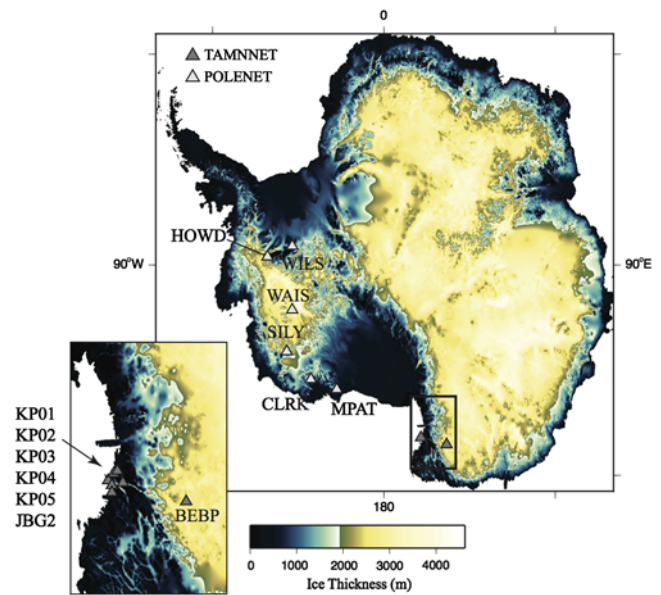 0
TAMNNET
POLENET
HOWD
WILS
90°W
90°E
WAIS
SILY
CLRK
MPAT
KP01
KP02
KP03
KP04
KP05
JBG2
BEBP
180
0 1000 2000 3000 4000
Ice Thickness (m)